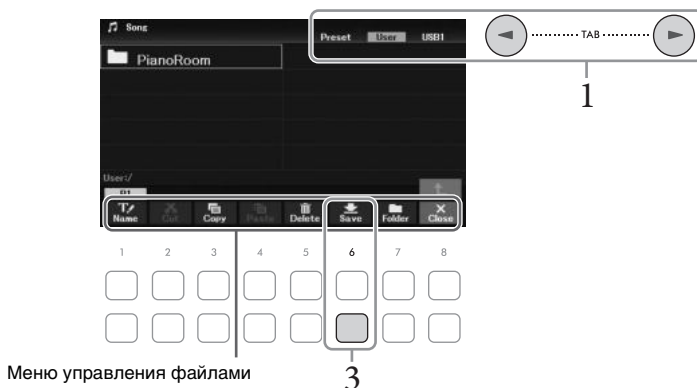 Song
Preset User USB1
TAB
PianoRoom
1
User:/
P1
Name Cut Copy Paste Delete Save Folder Close
1 2 3 4 5 6 7 8
Меню управления файлами
3